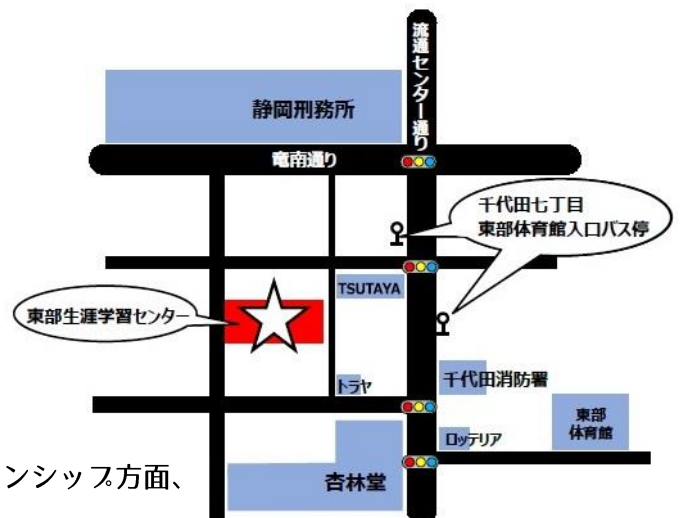 流通センター通り
静岡刑務所
竜南通り
千代田七丁目
東部体育館入口バス停
TSUTAYA
東部生涯学習センター
トラヤ
千代田消防署
東部
体育館
ロッテリア
杏林堂
ンシップ方面、